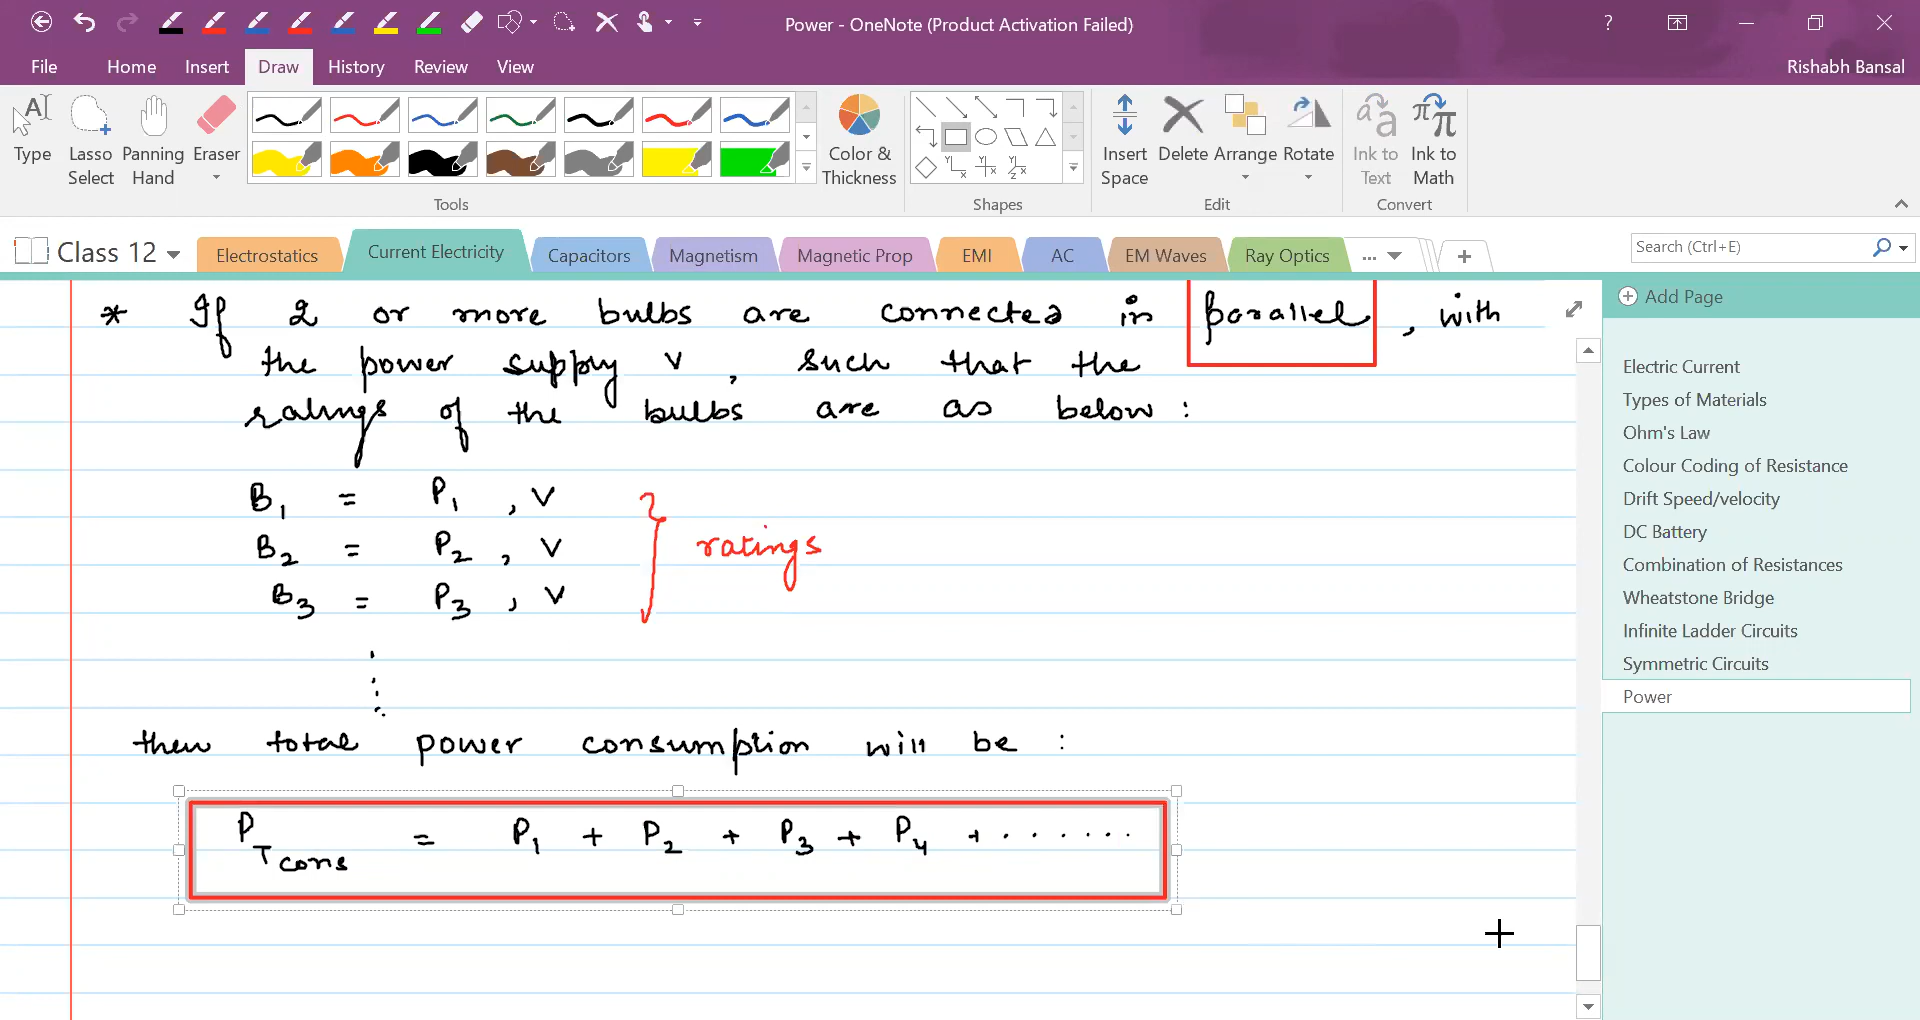 Power - OneNote (Product Activation Failed)
?
File Home Insert Draw History Review View
Rishabh Bansal
Type
Lasso Select
Panning Hand
Eraser
Color & Thickness
Insert Space
Delete
Arrange
Rotate
Ink to Text
Ink to Math
Tools
Shapes
Edit
Convert
Class 12
Electrostatics
Current Electricity
Capacitors
Magnetism
Magnetic Prop
EMI
AC
EM Waves
Ray Optics
...
Search (Ctrl+E)
* If 2 or more bulbs are connected in parallel, with
the power supply V, such that the
ratings of the bulbs are as below:
B1 = P1, V
B2 = P2, V
B3 = P3, V
ratings
then total power consumption will be:
P T cons = P1 + P2 + P3 + P4 + ......
Add Page
Electric Current
Types of Materials
Ohm's Law
Colour Coding of Resistance
Drift Speed/velocity
DC Battery
Combination of Resistances
Wheatstone Bridge
Infinite Ladder Circuits
Symmetric Circuits
Power